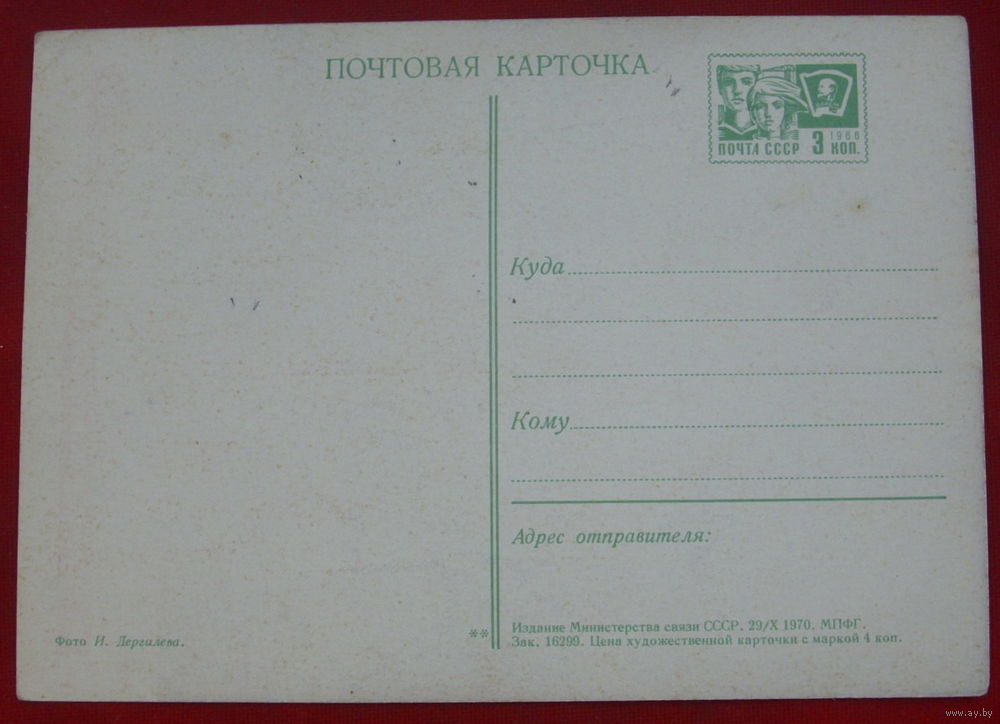 ПОЧТОВАЯ КАРТОЧКА
1966
ПОЧТА СССР 3 КОП.
Куда
Кому
Адрес отправителя:
Фото И. Дергилева.
**
Издание Министерства связи СССР. 29/X 1970. МПФГ.
Зак. 16299. Цена художественной карточки с маркой 4 коп.
www.ay.by